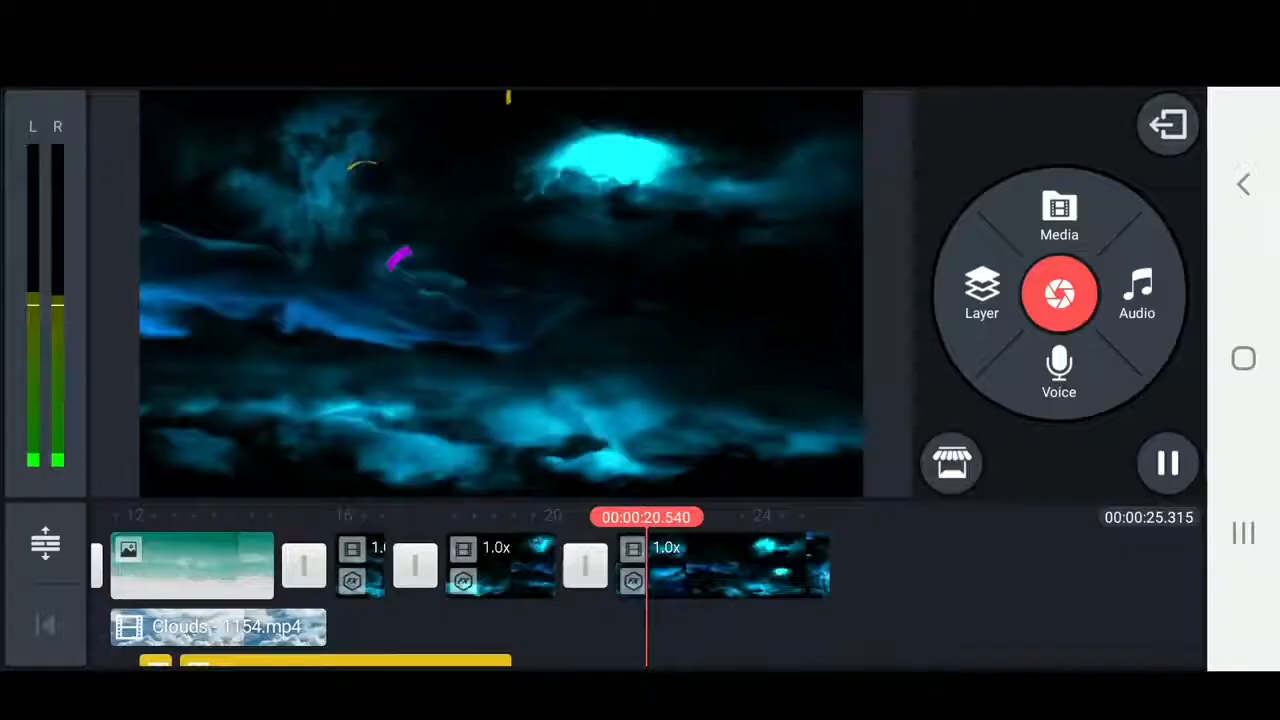 L R
Media
Layer
Audio
Voice
12
16
20
00:00:20.540
24
00:00:25.315
1.0x
1.0x
Clouds - 1154.mp4